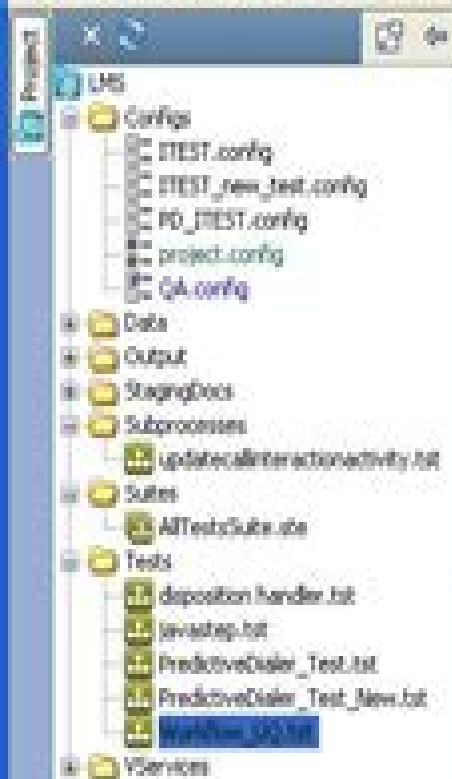 Project
LMS
Configs
ITEST.config
ITEST_new_test.config
PD_ITEST.config
project.config
QA.config
Data
Output
StagingDocs
Subprocesses
updatecallinteractionactivity.tst
Suites
AllTestsSuite.ste
Tests
disposition handler.tst
javastep.tst
PredictiveDialer_Test.tst
PredictiveDialer_Test_New.tst
VServices